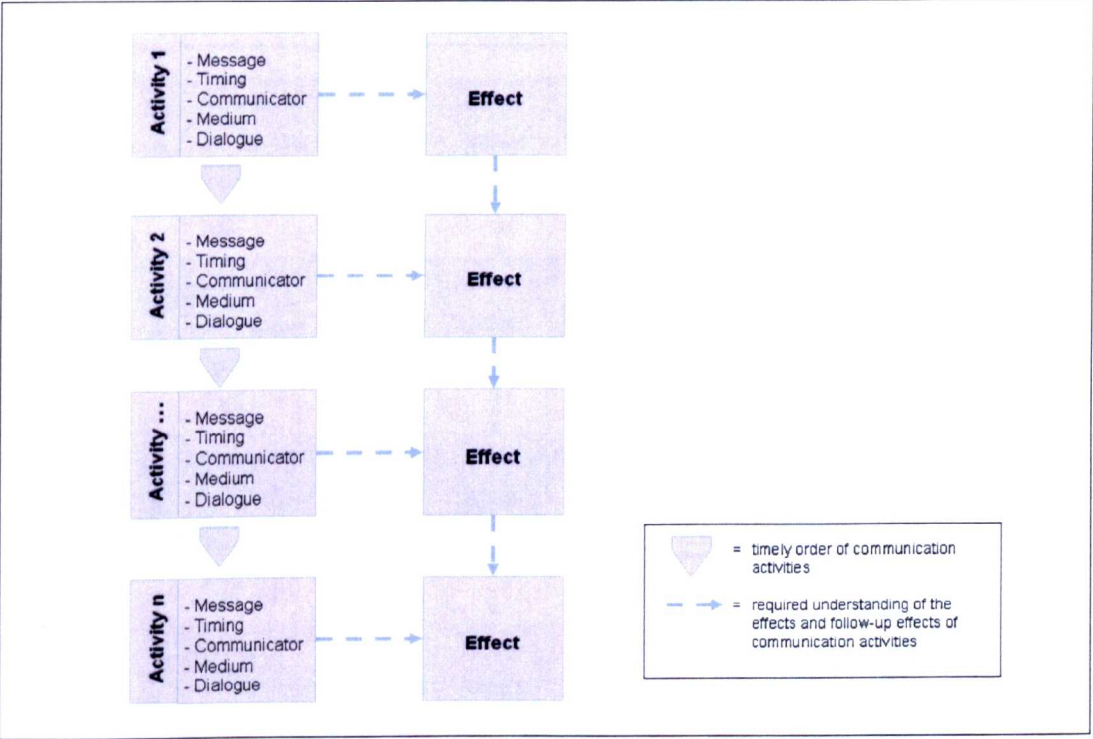 Activity 1
- Message
- Timing
- Communicator
- Medium
- Dialogue
Effect
Activity 2
- Message
- Timing
- Communicator
- Medium
- Dialogue
Effect
Activity ...
- Message
- Timing
- Communicator
- Medium
- Dialogue
Effect
Activity n
- Message
- Timing
- Communicator
- Medium
- Dialogue
Effect
= timely order of communication
activities
= required understanding of the
effects and follow-up effects of
communication activities